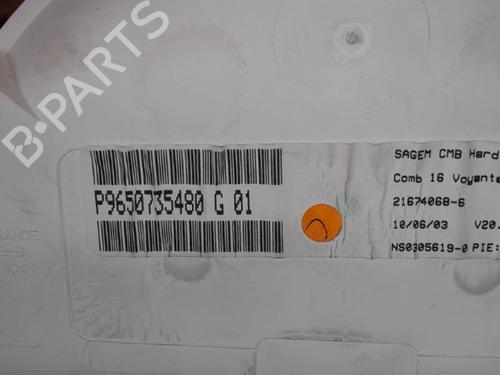 B-PARTS
P9650735480 G 01
SAGEM CMB Hard
Comb 16 Voyante
21674068-6
10/06/03 V20.
NS0305619-0 PIE: